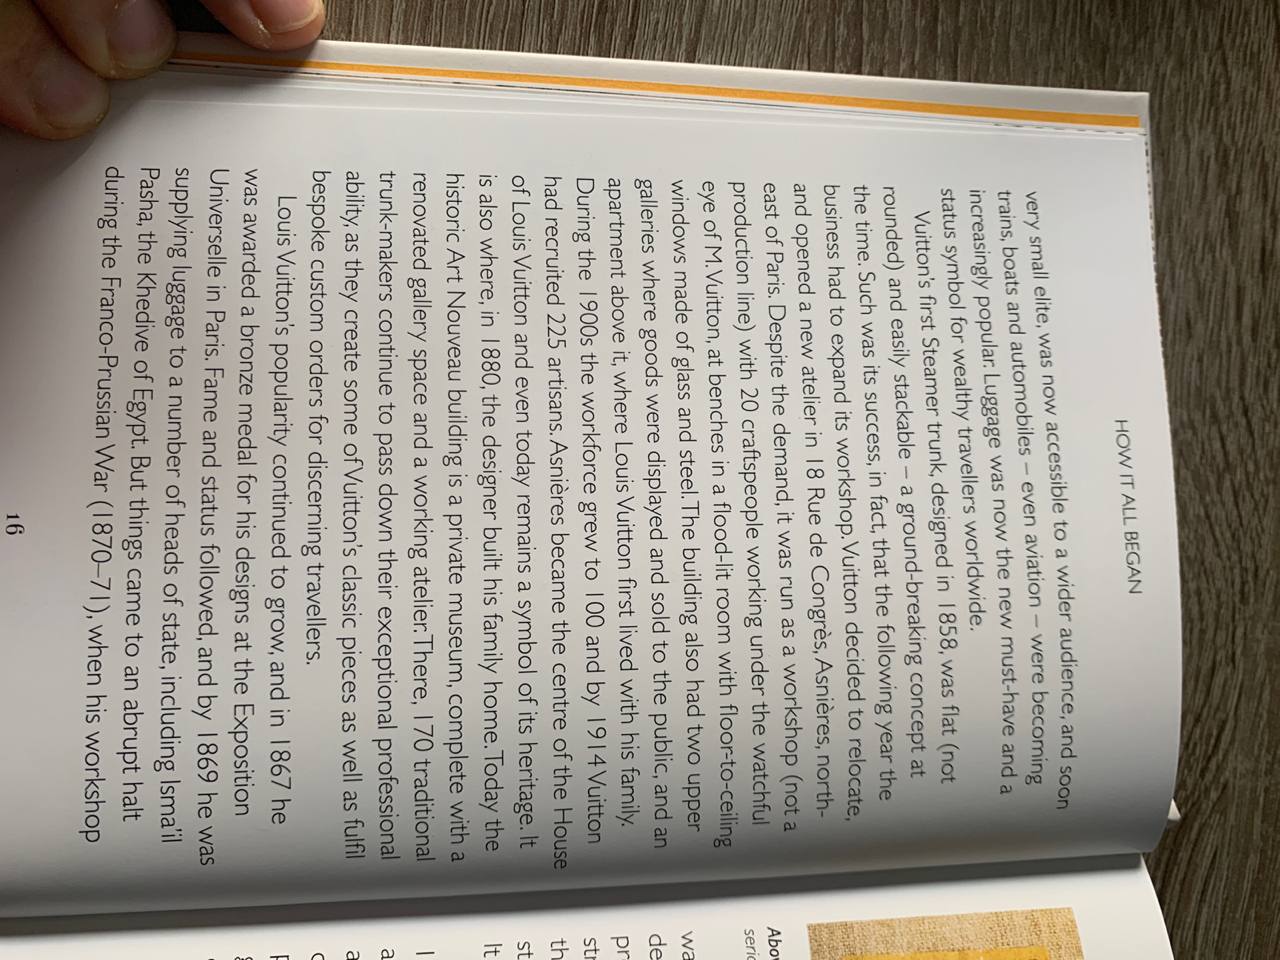 HOW IT ALL BEGAN
very small elite, was now accessible to a wider audience, and soon
trains, boats and automobiles – even aviation – were becoming
increasingly popular. Luggage was now the new must-have and a
status symbol for wealthy travellers worldwide.
Vuitton's first Steamer trunk, designed in 1858, was flat (not
rounded) and easily stackable – a ground-breaking concept at
the time. Such was its success, in fact, that the following year the
business had to expand its workshop. Vuitton decided to relocate,
and opened a new atelier in 18 Rue de Congrès, Asnières, north-
east of Paris. Despite the demand, it was run as a workshop (not a
production line) with 20 craftspeople working under the watchful
eye of M. Vuitton, at benches in a flood-lit room with floor-to-ceiling
windows made of glass and steel. The building also had two upper
galleries where goods were displayed and sold to the public, and an
apartment above it, where Louis Vuitton first lived with his family.
During the 1900s the workforce grew to 100 and by 1914 Vuitton
had recruited 225 artisans. Asnières became the centre of the House
of Louis Vuitton and even today remains a symbol of its heritage. It
is also where, in 1880, the designer built his family home. Today the
historic Art Nouveau building is a private museum, complete with a
renovated gallery space and a working atelier. There, 170 traditional
trunk-makers continue to pass down their exceptional professional
ability, as they create some of Vuitton's classic pieces as well as fulfil
bespoke custom orders for discerning travellers.
Louis Vuitton's popularity continued to grow, and in 1867 he
was awarded a bronze medal for his designs at the Exposition
Universelle in Paris. Fame and status followed, and by 1869 he was
supplying luggage to a number of heads of state, including Isma'il
Pasha, the Khedive of Egypt. But things came to an abrupt halt
during the Franco-Prussian War (1870–71), when his workshop
16
Abov
seric
wa
de
pr
str
th
st
It
I
a
a